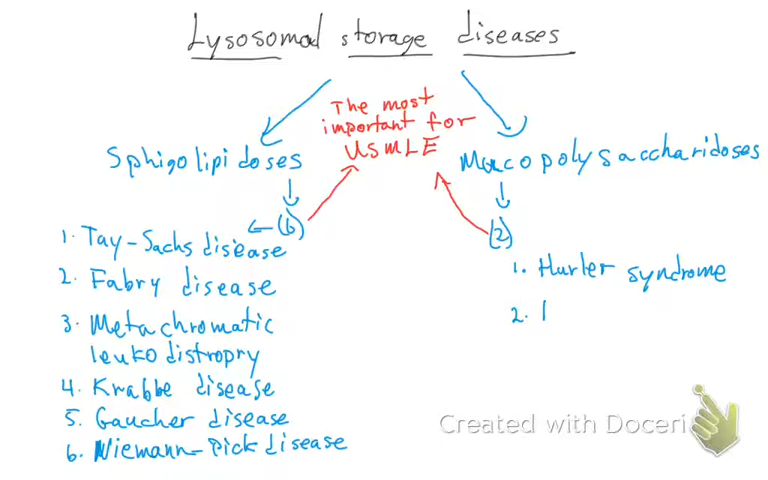 Lysosomal storage diseases
The most
important for
USMLE
Sphigolipidoses
(6)
1. Tay-Sachs disease
2. Fabry disease
3. Metachromatic
leukodistropry
4. Krabbe disease
5. Gaucher disease
6. Niemann-Pick disease
Mucopolysaccharidoses
(2)
1. Hurler syndrome
2. I
Created with Doceri